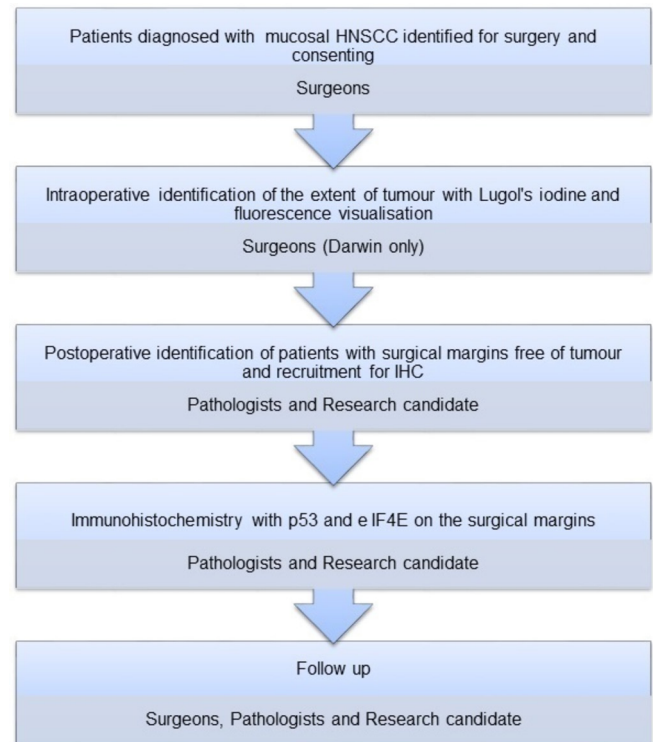 Patients diagnosed with mucosal HNSCC identified for surgery and
consenting
Surgeons
Intraoperative identification of the extent of tumour with Lugol's iodine and
fluorescence visualisation
Surgeons (Darwin only)
Postoperative identification of patients with surgical margins free of tumour
and recruitment for IHC
Pathologists and Research candidate
Immunohistochemistry with p53 and e IF4E on the surgical margins
Pathologists and Research candidate
Follow up
Surgeons, Pathologists and Research candidate